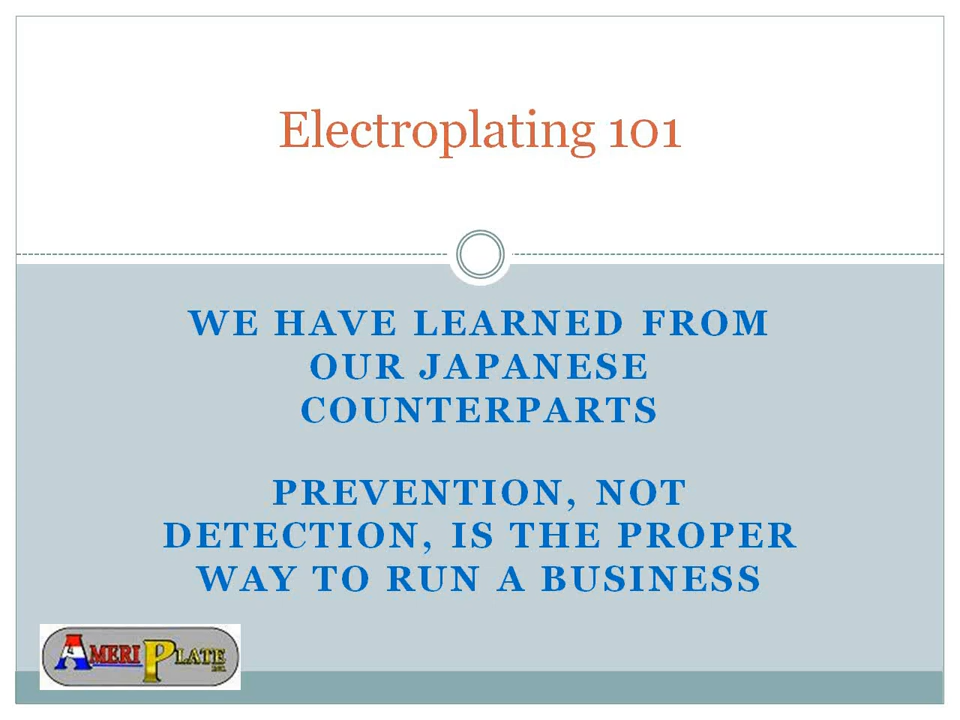 Electroplating 101
WE HAVE LEARNED FROM
OUR JAPANESE
COUNTERPARTS
PREVENTION, NOT
DETECTION, IS THE PROPER
WAY TO RUN A BUSINESS
AMERI PLATE INC.